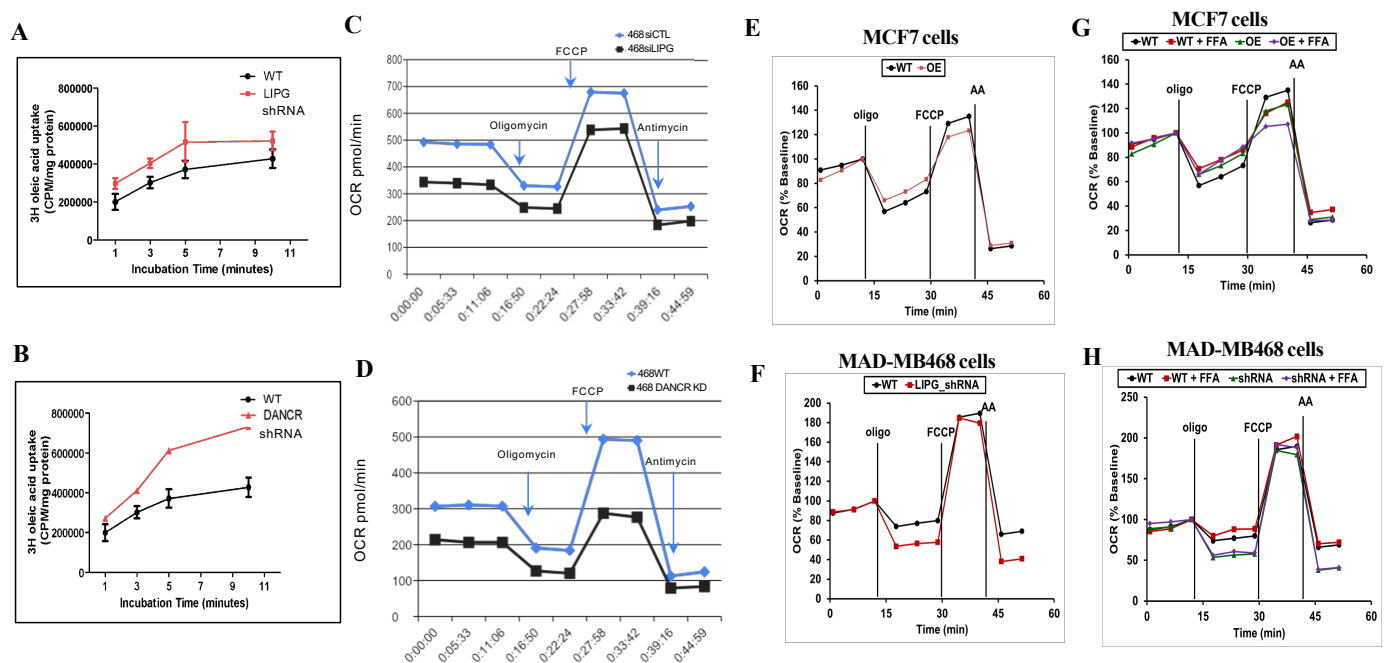 A
WT
LIPG
shRNA
3H oleic acid uptake
(CPM/mg protein)
800000
600000
400000
200000
0
1 3 5 7 9 11
Incubation Time (minutes)
B
WT
DANCR
shRNA
3H oleic acid uptake
(CPM/mg protein)
800000
600000
400000
200000
0
1 3 5 7 9 11
Incubation Time (minutes)
C
468siCTL
468siLIPG
FCCP
Oligomycin
Antimycin
OCR pmol/min
800
700
600
500
400
300
200
100
0
0:00:00 0:05:33 0:11:06 0:16:50 0:22:24 0:27:58 0:33:42 0:39:16 0:44:59
D
468WT
468 DANCR KD
FCCP
Oligomycin
Antimycin
OCR pmol/min
600
500
400
300
200
100
0
0:00:00 0:05:33 0:11:06 0:16:50 0:22:24 0:27:58 0:33:42 0:39:16 0:44:59
E
MCF7 cells
WT OE
AA
oligo
FCCP
OCR (% Baseline)
160
140
120
100
80
60
40
20
0
0 15 30 45 60
Time (min)
F
MAD-MB468 cells
WT LIPG_shRNA
AA
oligo
FCCP
OCR (% Baseline)
200
180
160
140
120
100
80
60
40
20
0
0 15 30 45 60
Time (min)
G
MCF7 cells
WT WT + FFA OE OE + FFA
AA
oligo
FCCP
OCR (% Baseline)
160
140
120
100
80
60
40
20
0
0 15 30 45 60
Time (min)
H
MAD-MB468 cells
WT WT + FFA shRNA shRNA + FFA
AA
oligo
FCCP
OCR (% Baseline)
250
200
150
100
50
0
0 15 30 45 60
Time (min)